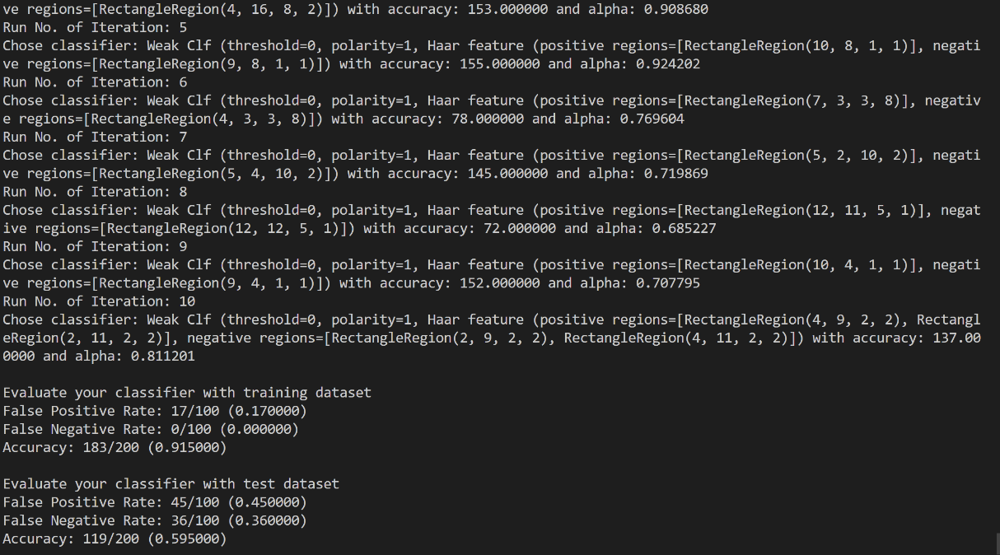 ve regions=[RectangleRegion(4, 16, 8, 2)]) with accuracy: 153.000000 and alpha: 0.908680
Run No. of Iteration: 5
Chose classifier: Weak Clf (threshold=0, polarity=1, Haar feature (positive regions=[RectangleRegion(10, 8, 1, 1)], negati
ve regions=[RectangleRegion(9, 8, 1, 1)]) with accuracy: 155.000000 and alpha: 0.924202
Run No. of Iteration: 6
Chose classifier: Weak Clf (threshold=0, polarity=1, Haar feature (positive regions=[RectangleRegion(7, 3, 3, 8)], negativ
e regions=[RectangleRegion(4, 3, 3, 8)]) with accuracy: 78.000000 and alpha: 0.769604
Run No. of Iteration: 7
Chose classifier: Weak Clf (threshold=0, polarity=1, Haar feature (positive regions=[RectangleRegion(5, 2, 10, 2)], negati
ve regions=[RectangleRegion(5, 4, 10, 2)]) with accuracy: 145.000000 and alpha: 0.719869
Run No. of Iteration: 8
Chose classifier: Weak Clf (threshold=0, polarity=1, Haar feature (positive regions=[RectangleRegion(12, 11, 5, 1)], negat
ive regions=[RectangleRegion(12, 12, 5, 1)]) with accuracy: 72.000000 and alpha: 0.685227
Run No. of Iteration: 9
Chose classifier: Weak Clf (threshold=0, polarity=1, Haar feature (positive regions=[RectangleRegion(10, 4, 1, 1)], negati
ve regions=[RectangleRegion(9, 4, 1, 1)]) with accuracy: 152.000000 and alpha: 0.707795
Run No. of Iteration: 10
Chose classifier: Weak Clf (threshold=0, polarity=1, Haar feature (positive regions=[RectangleRegion(4, 9, 2, 2), Rectangl
eRegion(2, 11, 2, 2)], negative regions=[RectangleRegion(2, 9, 2, 2), RectangleRegion(4, 11, 2, 2)]) with accuracy: 137.00
0000 and alpha: 0.811201
Evaluate your classifier with training dataset
False Positive Rate: 17/100 (0.170000)
False Negative Rate: 0/100 (0.000000)
Accuracy: 183/200 (0.915000)
Evaluate your classifier with test dataset
False Positive Rate: 45/100 (0.450000)
False Negative Rate: 36/100 (0.360000)
Accuracy: 119/200 (0.595000)